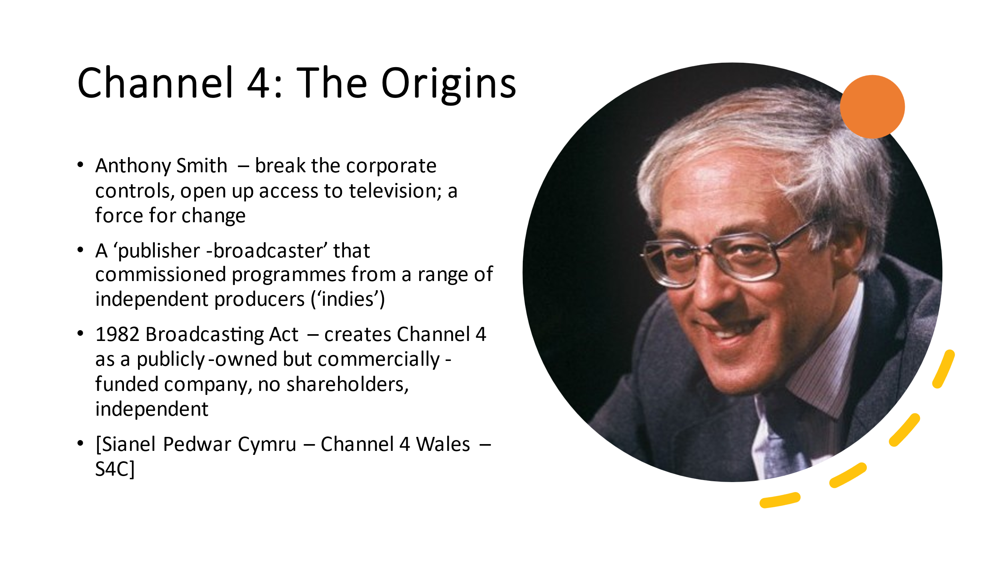 Channel 4: The Origins
• Anthony Smith – break the corporate
controls, open up access to television; a
force for change
• A ‘publisher -broadcaster’ that
commissioned programmes from a range of
independent producers (‘indies’)
• 1982 Broadcasting Act – creates Channel 4
as a publicly-owned but commercially -
funded company, no shareholders,
independent
• [Sianel Pedwar Cymru – Channel 4 Wales –
S4C]